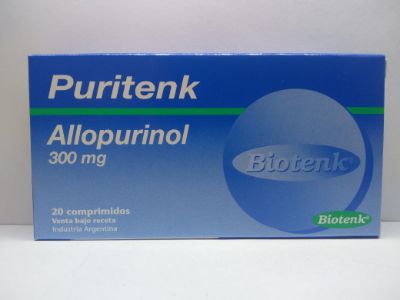 Puritenk
Allopurinol
300 mg
Biotenk®
20 comprimidos
Venta bajo receta
Industria Argentina
Biotenk®